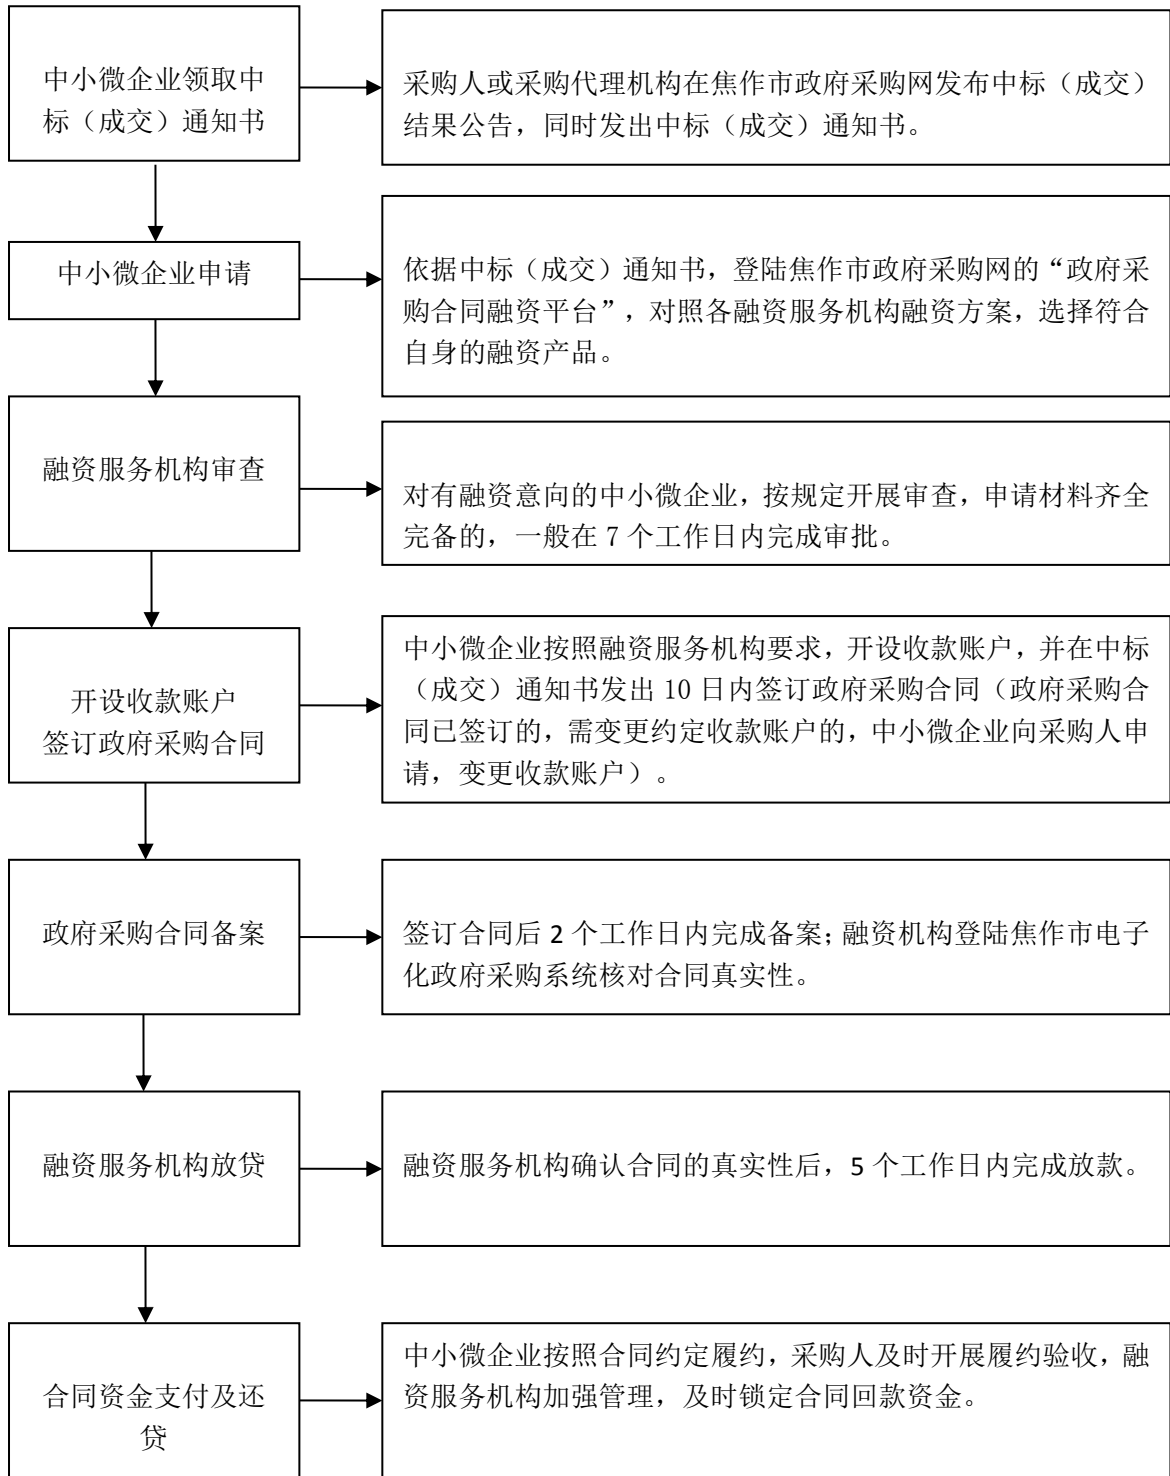 中小微企业领取中
标（成交）通知书
采购人或采购代理机构在焦作市政府采购网发布中标（成交）
结果公告，同时发出中标（成交）通知书。
中小微企业申请
依据中标（成交）通知书，登陆焦作市政府采购网的“政府采
购合同融资平台”，对照各融资服务机构融资方案，选择符合
自身的融资产品。
融资服务机构审查
对有融资意向的中小微企业，按规定开展审查，申请材料齐全
完备的，一般在 7 个工作日内完成审批。
开设收款账户
签订政府采购合同
中小微企业按照融资服务机构要求，开设收款账户，并在中标
（成交）通知书发出 10 日内签订政府采购合同（政府采购合
同已签订的，需变更约定收款账户的，中小微企业向采购人申
请，变更收款账户）。
政府采购合同备案
签订合同后 2 个工作日内完成备案；融资机构登陆焦作市电子
化政府采购系统核对合同真实性。
融资服务机构放贷
融资服务机构确认合同的真实性后，5 个工作日内完成放款。
合同资金支付及还
贷
中小微企业按照合同约定履约，采购人及时开展履约验收，融
资服务机构加强管理，及时锁定合同回款资金。